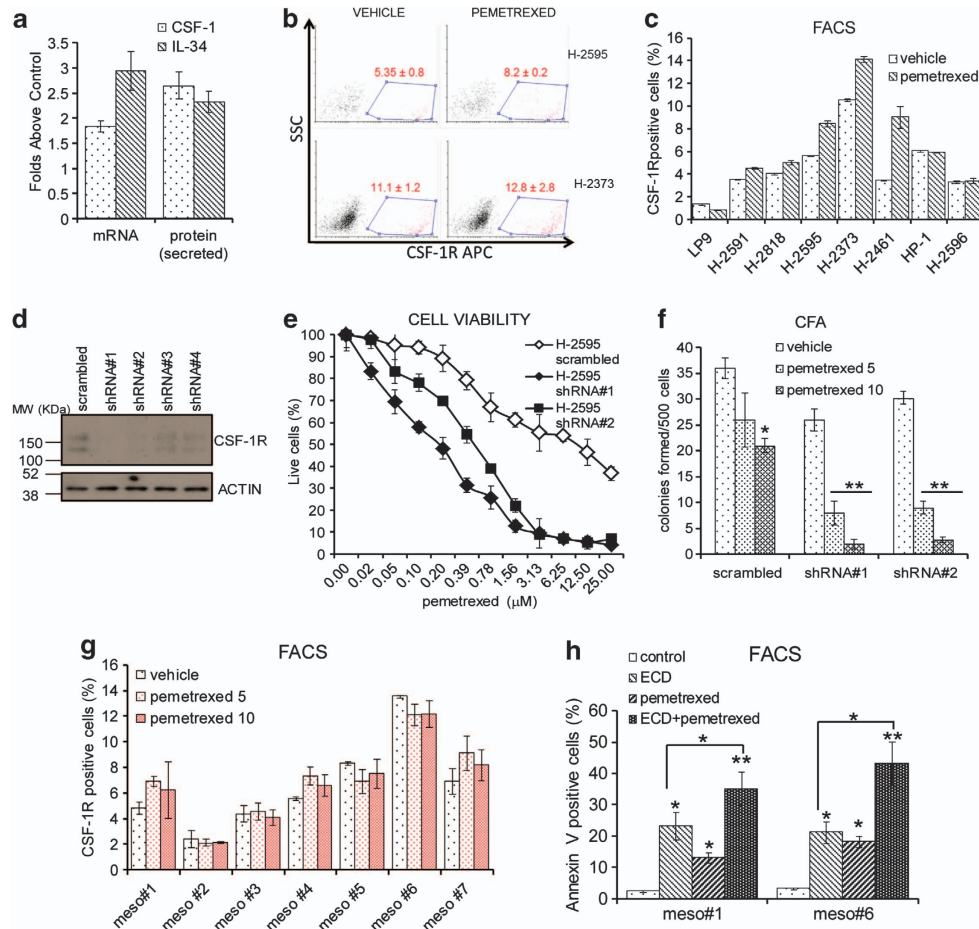 a
CSF-1
IL-34
Folds Above Control
3.5
3
2.5
2
1.5
1
0.5
0
mRNA
protein
(secreted)
b
VEHICLE
PEMETREXED
SSC
5.35 ± 0.8
8.2 ± 0.2
H-2595
11.1 ± 1.2
12.8 ± 2.8
H-2373
CSF-1R APC
c
FACS
vehicle
pemetrexed
CSF-1Rpositive cells (%)
16
14
12
10
8
6
4
2
0
LP9
H-2591
H-2818
H-2595
H-2373
H-2461
HP-1
H-2596
d
scrambled
shRNA#1
shRNA#2
shRNA#3
shRNA#4
MW (KDa)
150
100
CSF-1R
52
38
ACTIN
e
CELL VIABILITY
H-2595
scrambled
H-2595
shRNA#1
H-2595
shRNA#2
Live cells (%)
100
90
80
70
60
50
40
30
20
10
0
0.00
0.02
0.05
0.10
0.20
0.39
0.78
1.56
3.13
6.25
12.50
25.00
pemetrexed (µM)
f
CFA
vehicle
pemetrexed 5
pemetrexed 10
colonies formed/500 cells
40
35
30
25
20
15
10
5
0
*
**
**
scrambled
shRNA#1
shRNA#2
g
FACS
vehicle
pemetrexed 5
pemetrexed 10
CSF-1R positive cells (%)
16
14
12
10
8
6
4
2
0
meso#1
meso #2
meso #3
meso #4
meso #5
meso #6
meso #7
h
FACS
control
ECD
pemetrexed
ECD+pemetrexed
Annexin V positive cells (%)
60
50
40
30
20
10
0
*
*
*
**
*
*
*
**
meso#1
meso#6